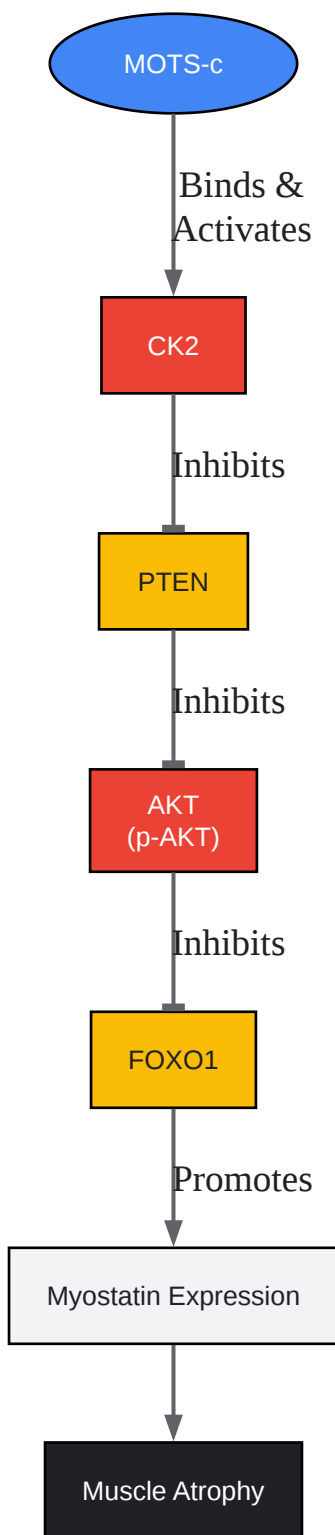 MOTS-c
Binds &
Activates
CK2
Inhibits
PTEN
Inhibits
AKT
(p-AKT)
Inhibits
FOXO1
Promotes
Myostatin Expression
Muscle Atrophy